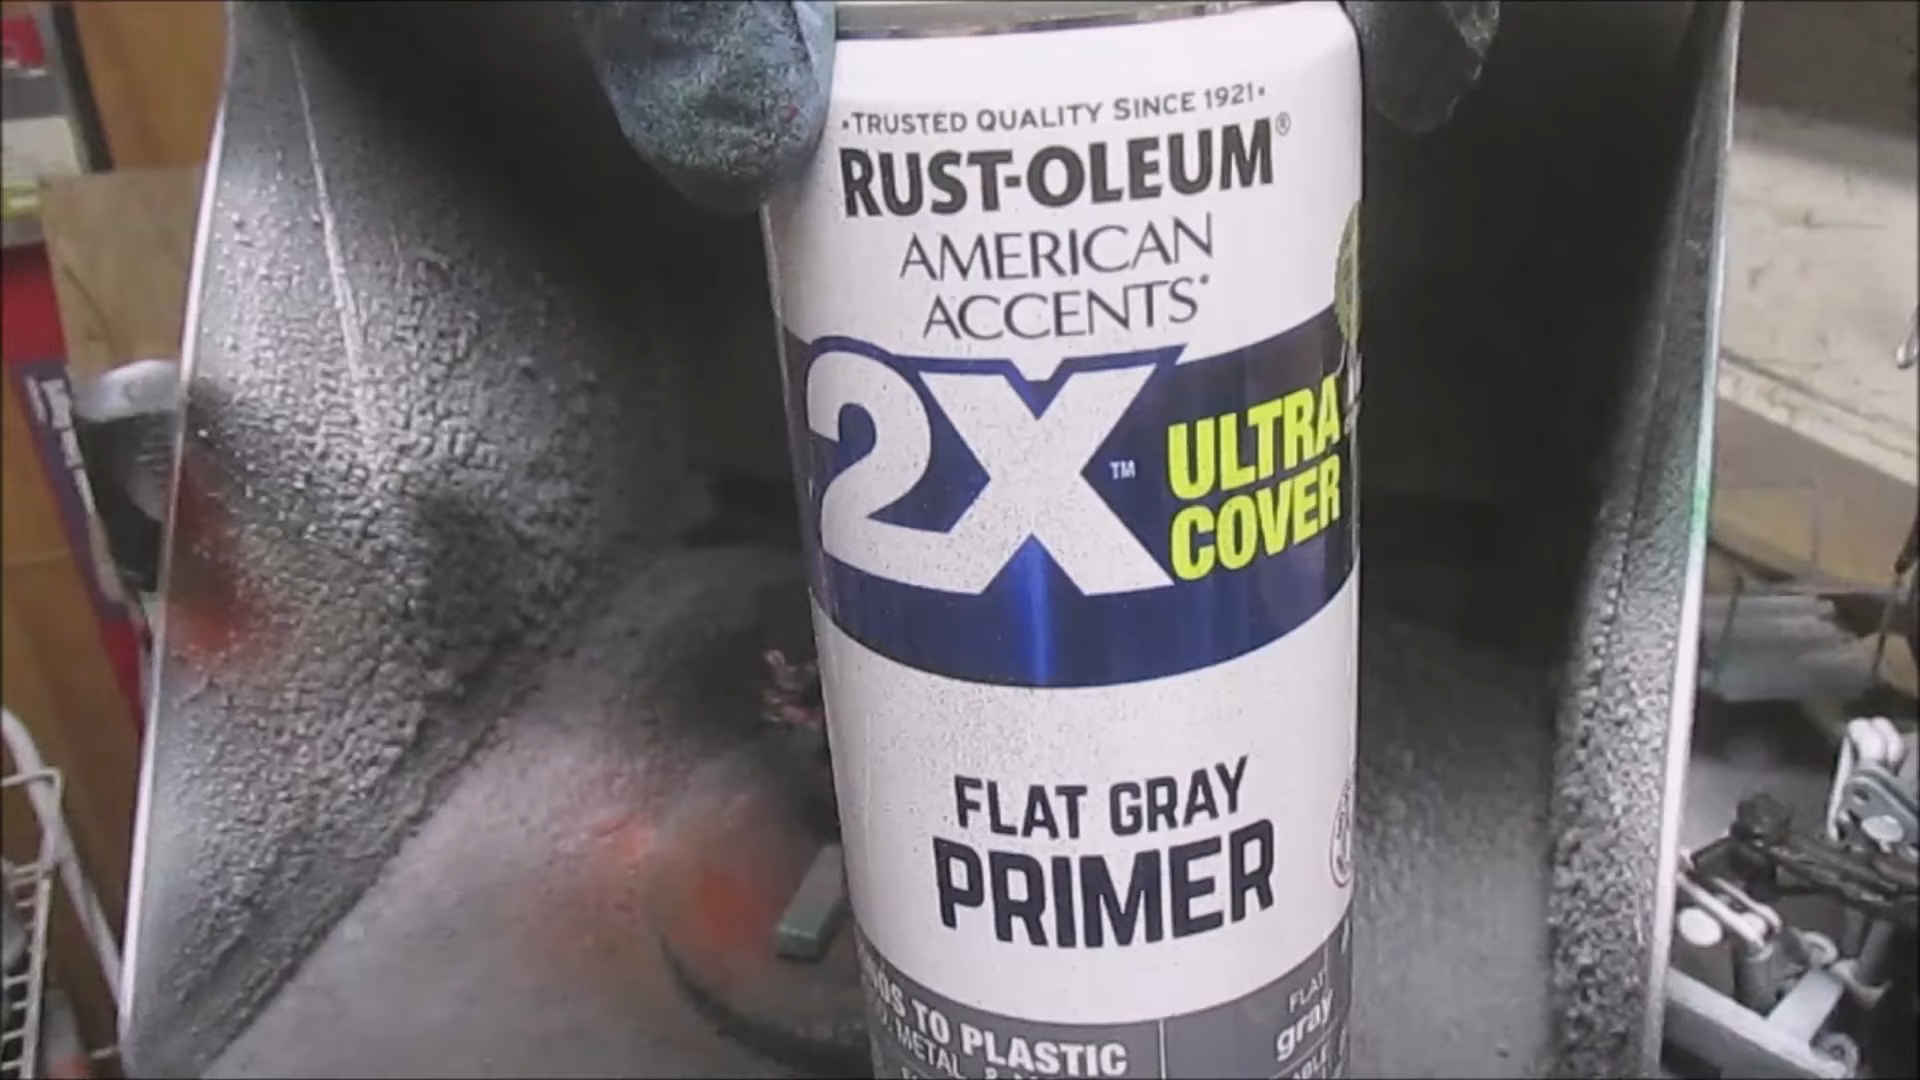 •TRUSTED QUALITY SINCE 1921•
RUST-OLEUM®
AMERICAN
ACCENTS®
2X™
ULTRA
COVER
FLAT GRAY
PRIMER
TO PLASTIC
METAL
FLAT
gray